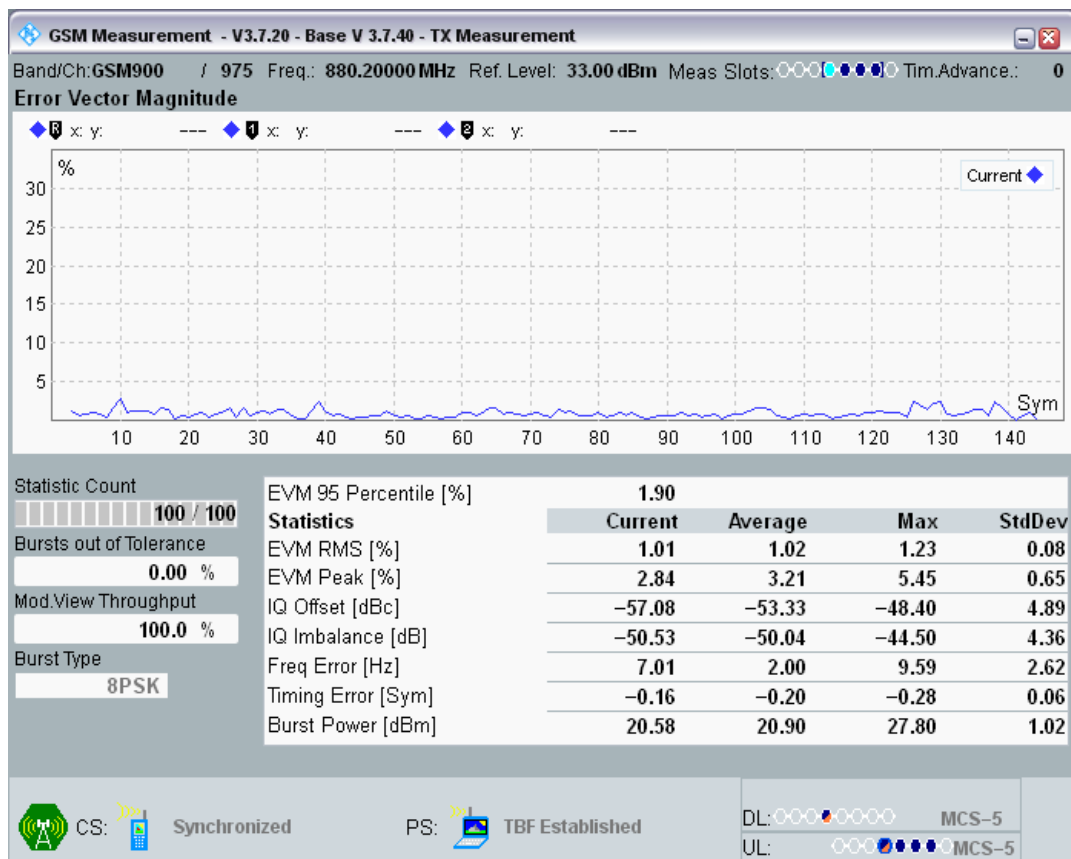 GSM Measurement - V3.7.20 - Base V 3.7.40 - TX Measurement
Band/Ch:GSM900 / 975 Freq.: 880.20000 MHz Ref. Level: 33.00 dBm Meas Slots: Tim.Advance.: 0
Error Vector Magnitude
R x: y: --- 1 x: y: --- 2 x: y: ---
%
Current
30
25
20
15
10
5
Sym
10 20 30 40 50 60 70 80 90 100 110 120 130 140
Statistic Count
100 / 100
Bursts out of Tolerance
0.00 %
Mod.View Throughput
100.0 %
Burst Type
8PSK
EVM 95 Percentile [%] 1.90
Statistics Current Average Max StdDev
EVM RMS [%] 1.01 1.02 1.23 0.08
EVM Peak [%] 2.84 3.21 5.45 0.65
IQ Offset [dBc] −57.08 −53.33 −48.40 4.89
IQ Imbalance [dB] −50.53 −50.04 −44.50 4.36
Freq Error [Hz] 7.01 2.00 9.59 2.62
Timing Error [Sym] −0.16 −0.20 −0.28 0.06
Burst Power [dBm] 20.58 20.90 27.80 1.02
CS: Synchronized PS: TBF Established
DL: MCS−5
UL: MCS−5